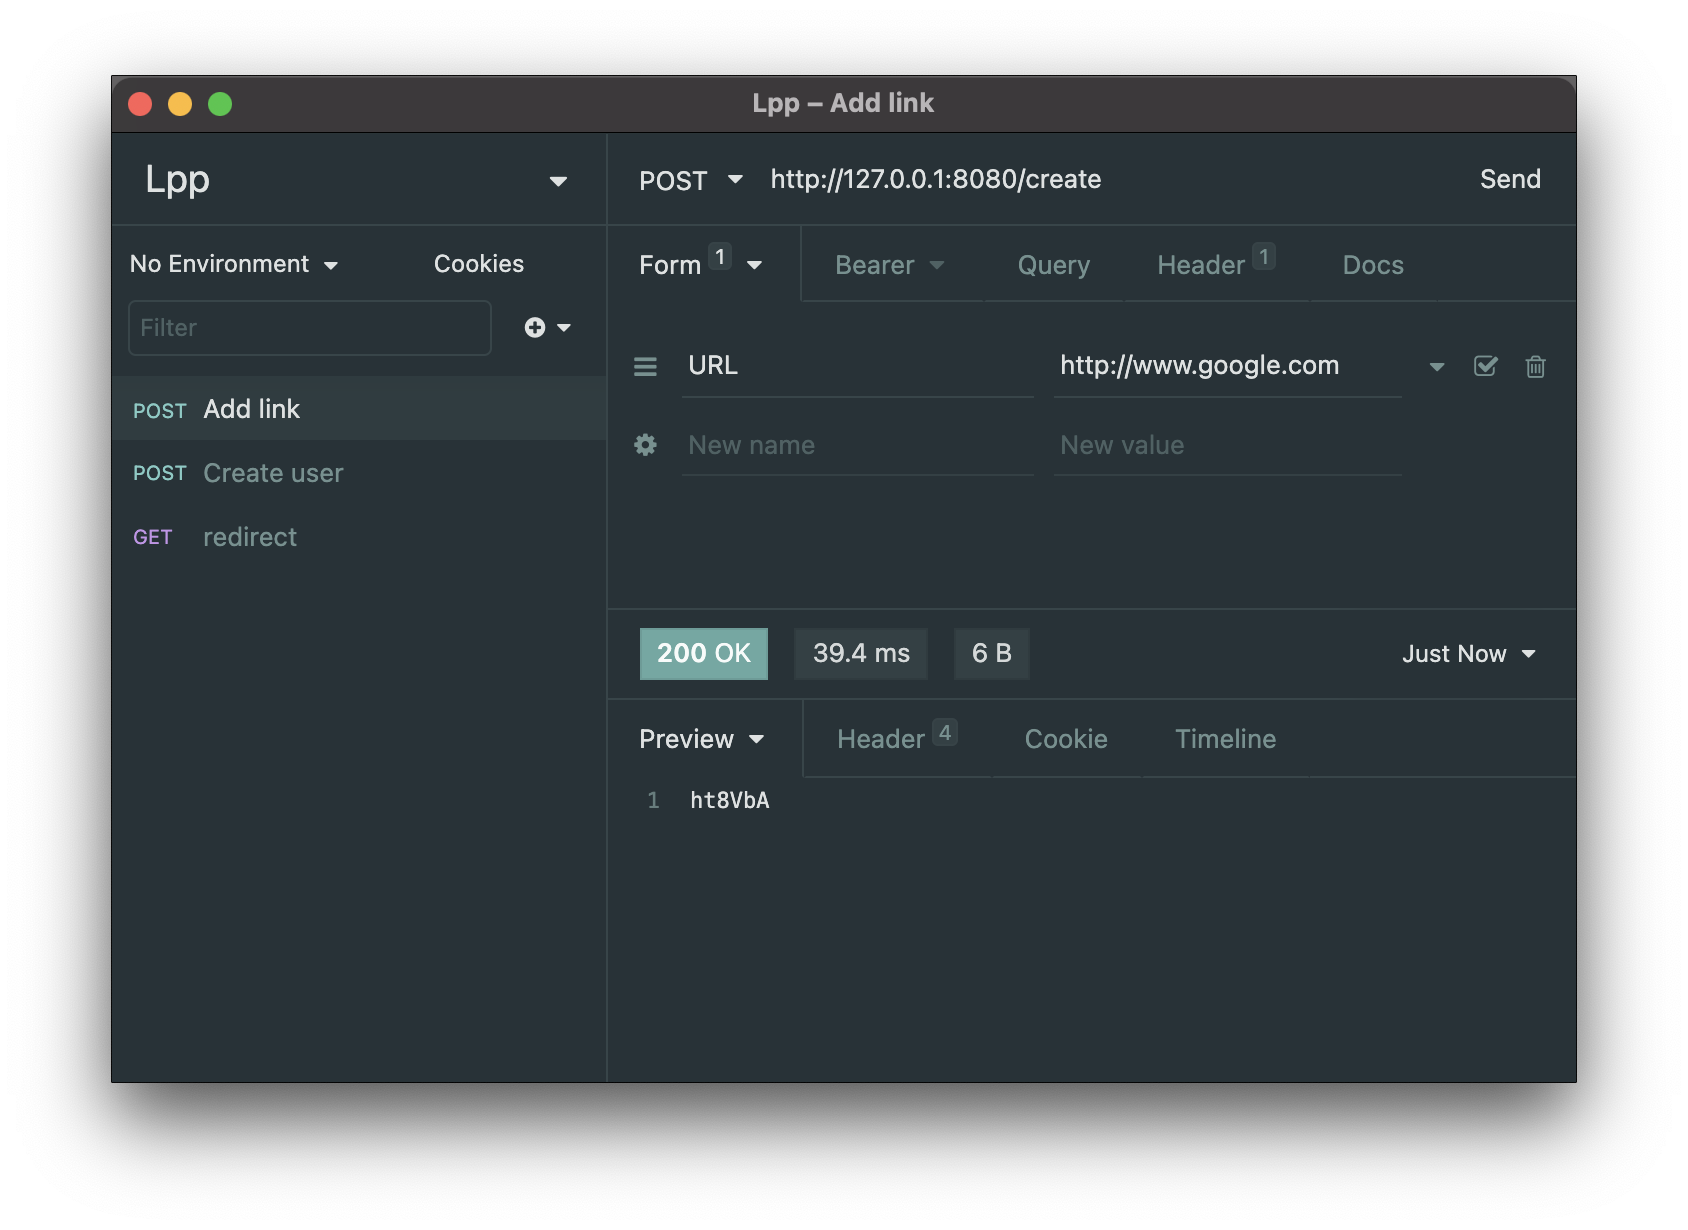 Lpp – Add link
Lpp
POST http://127.0.0.1:8080/create Send
No Environment Cookies
Filter
POST Add link
POST Create user
GET redirect
Form 1 Bearer Query Header 1 Docs
URL http://www.google.com
New name New value
200 OK 39.4 ms 6 B Just Now
Preview Header 4 Cookie Timeline
1 ht8VbA